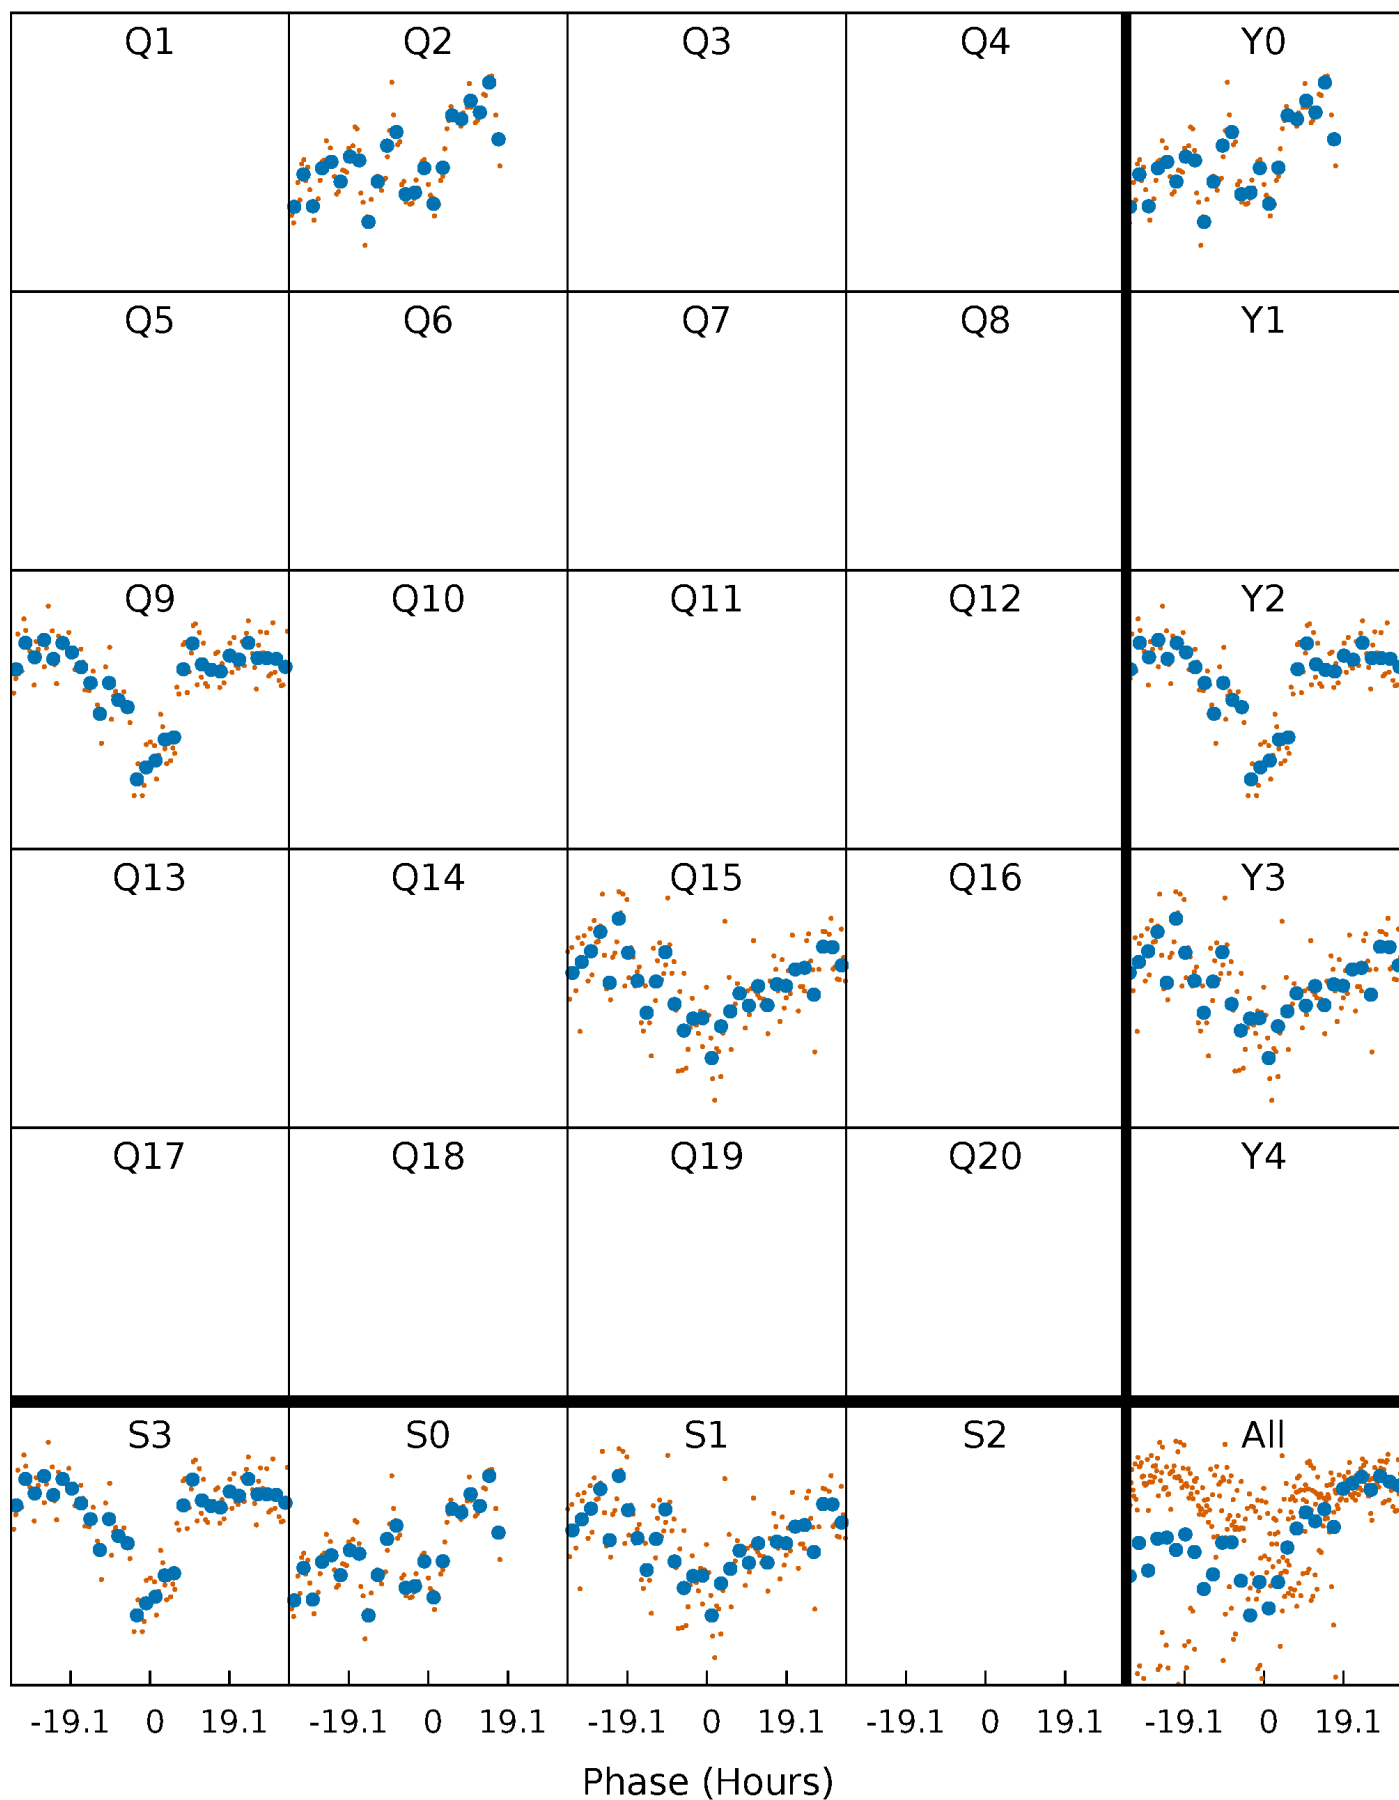 Q1 Q2 Q3 Q4 Y0
Q5 Q6 Q7 Q8 Y1
Q9 Q10 Q11 Q12 Y2
Q13 Q14 Q15 Q16 Y3
Q17 Q18 Q19 Q20 Y4
S3 S0 S1 S2 All
-19.1 0 19.1 -19.1 0 19.1 -19.1 0 19.1 -19.1 0 19.1 -19.1 0 19.1
Phase (Hours)